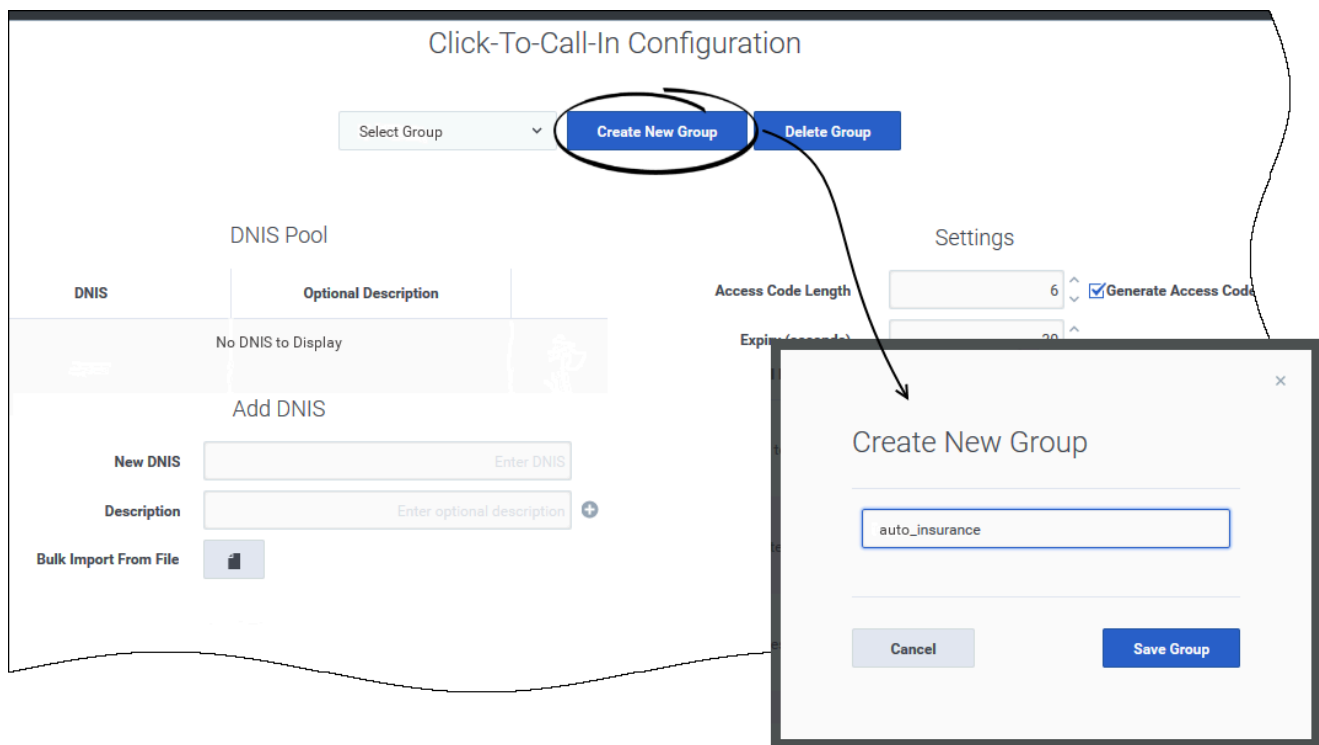 Click-To-Call-In Configuration
Select Group
Create New Group
Delete Group
DNIS Pool
DNIS
Optional Description
No DNIS to Display
Add DNIS
New DNIS
Enter DNIS
Description
Enter optional description
Bulk Import From File
Settings
Access Code Length
6
Generate Access Code
Expiry (seconds)
Create New Group
auto_insurance
Cancel
Save Group